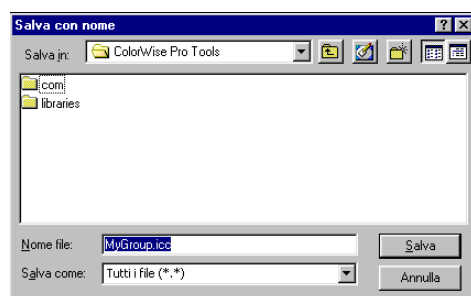 Salva con nome
Salva in: ColorWise Pro Tools
com
libraries
Nome file: MyGroup.icc
Salva
Salva come: Tutti i file (*.*)
Annulla